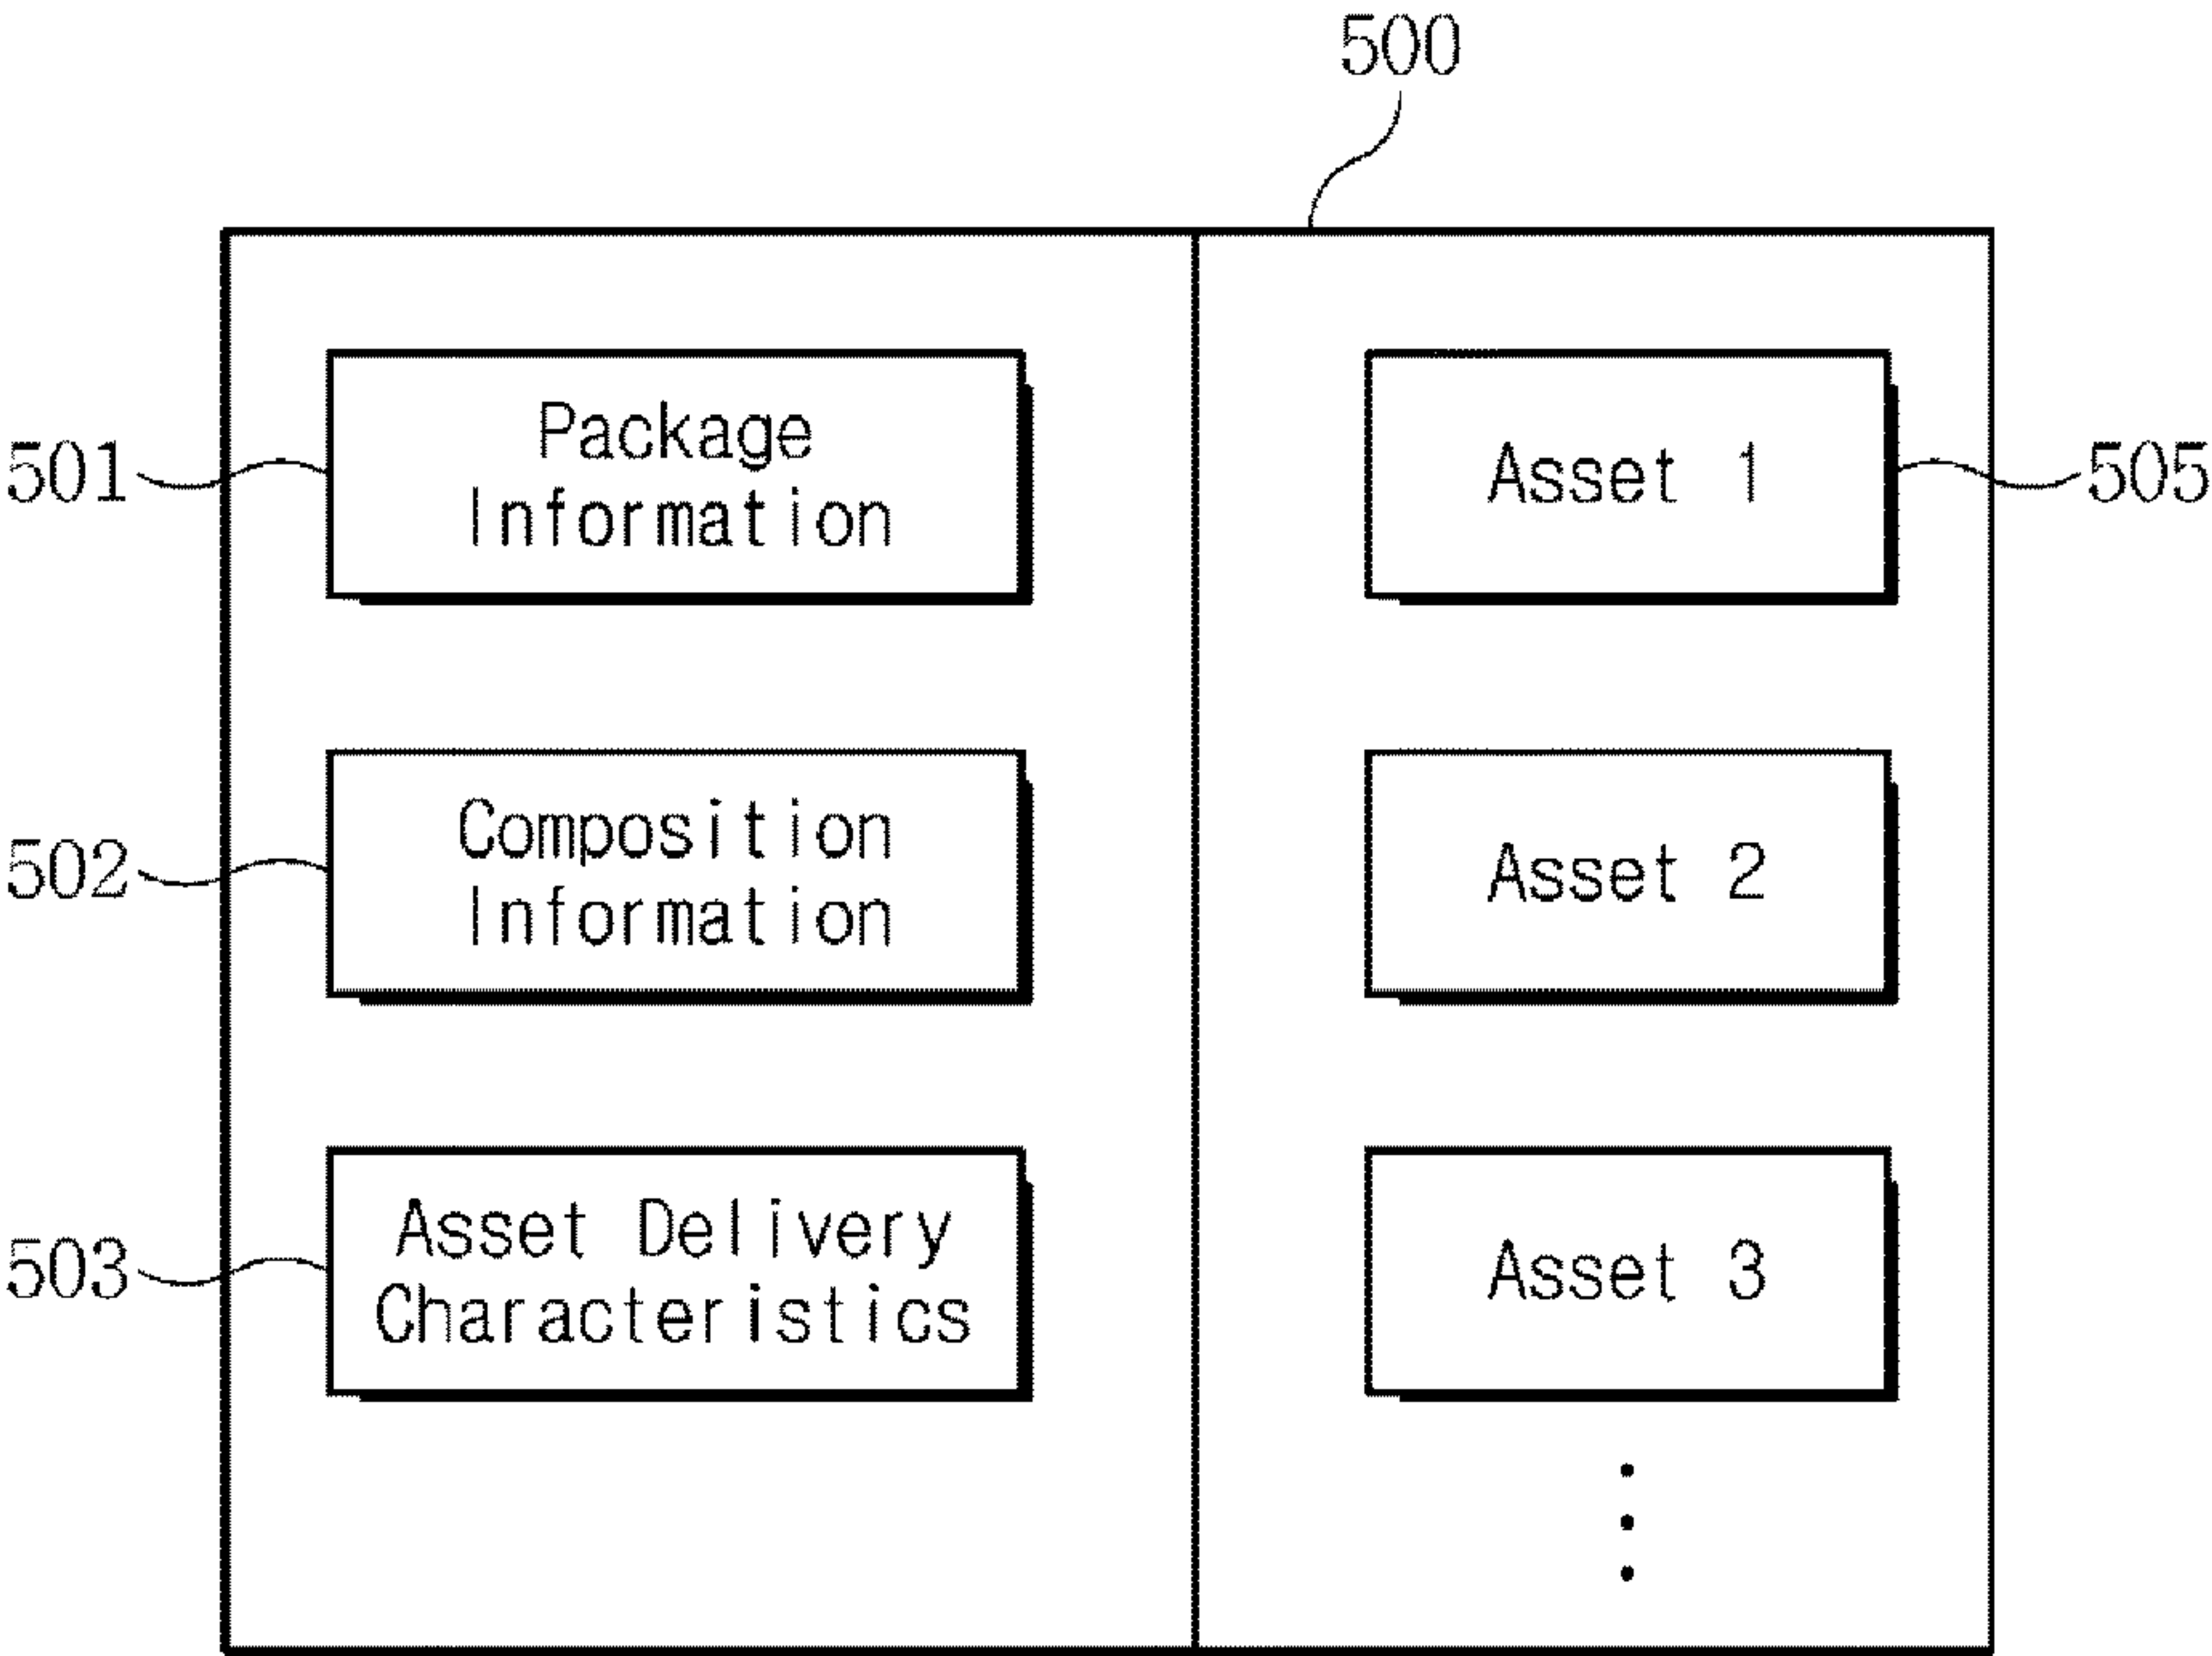 500
501
Package
Information
Asset 1
505
502
Composition
Information
Asset 2
503
Asset Delivery
Characteristics
Asset 3